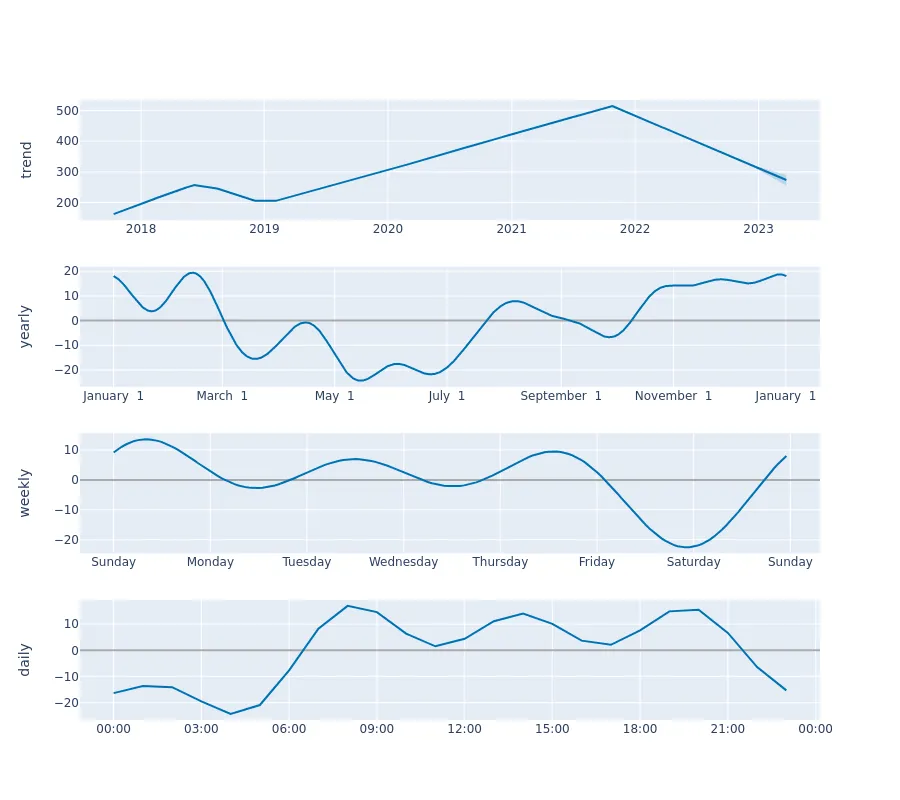 trend
500
400
300
200
2018 2019 2020 2021 2022 2023
yearly
20
10
0
−10
−20
January 1 March 1 May 1 July 1 September 1 November 1 January 1
weekly
10
0
−10
−20
Sunday Monday Tuesday Wednesday Thursday Friday Saturday Sunday
daily
10
0
−10
−20
00:00 03:00 06:00 09:00 12:00 15:00 18:00 21:00 00:00